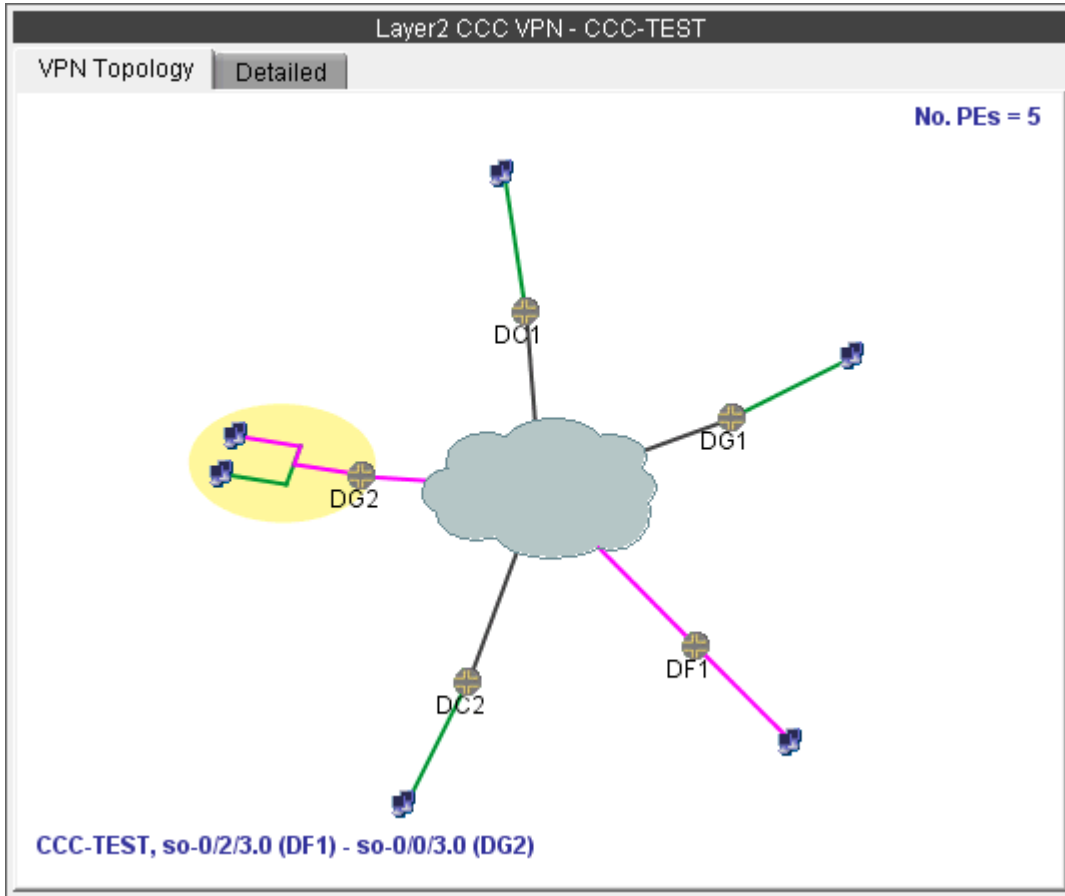 Layer2 CCC VPN - CCC-TEST
VPN Topology
Detailed
No. PEs = 5
DC1
DG1
DG2
DF1
DC2
CCC-TEST, so-0/2/3.0 (DF1) - so-0/0/3.0 (DG2)